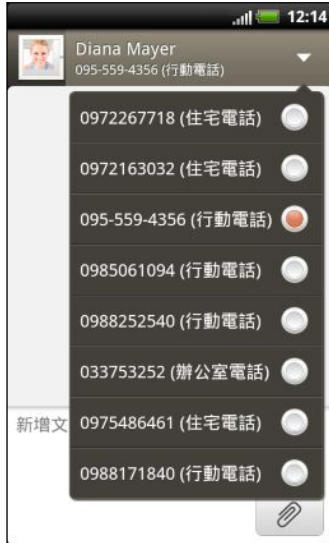 12:14
Diana Mayer
095-559-4356 (行動電話)
0972267718 (住宅電話)
0972163032 (住宅電話)
095-559-4356 (行動電話)
0985061094 (行動電話)
0988252540 (行動電話)
033753252 (辦公室電話)
新增文
0975486461 (住宅電話)
0988171840 (行動電話)